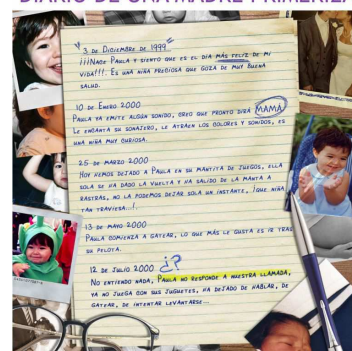 DIARIO DE UNA MADRE PRIMERIZA
3 DE DICIEMBRE DE 1999
¡¡¡NACE PAULA Y SIENTO QUE ES EL DIA MÁS FELIZ DE MI
VIDA!!!. ES UNA NIÑA PRECIOSA QUE GOZA DE MUY BUENA
SALUD.
10 DE ENERO 2000
PAULA YA EMITE ALGÚN SONIDO, CREO QUE PRONTO DIRA MAMÁ
LE ENCANTA SU SONAJERO, LE ATRAEN LOS COLORES Y SONIDOS, ES
UNA NIÑA MUY CURIOSA.
25 DE MARZO 2000
HOY HEMOS DEJADO A PAULA EN SU MANTITA DE JUEGOS, ELLA
SOLA SE HA DADO LA VUELTA Y HA SALIDO DE LA MANTA A
RASTRAS, NO LA PODEMOS DEJAR SOLA UN INSTANTE, ¡QUE NIÑA
TAN TRAVIESA...!
13 DE MAYO 2000
PAULA COMIENZA A GATEAR, LO QUE MÁS LE GUSTA ES IR TRAS
SU PELOTA.
12 DE JULIO 2000 ¿?
NO ENTIENDO NADA, PAULA NO RESPONDE A NUESTRA LLAMADA,
YA NO JUEGA CON SUS JUGUETES, HA DEJADO DE HABLAR, DE
GATEAR, DE INTENTAR LEVANTARSE...